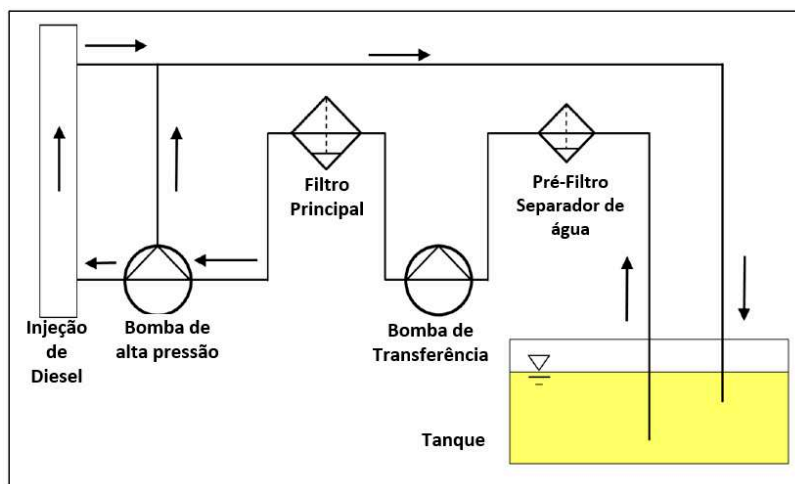 Filtro
Principal
Pré-Filtro
Separador de
água
Injeção
de
Diesel
Bomba de
alta pressão
Bomba de
Transferência
Tanque